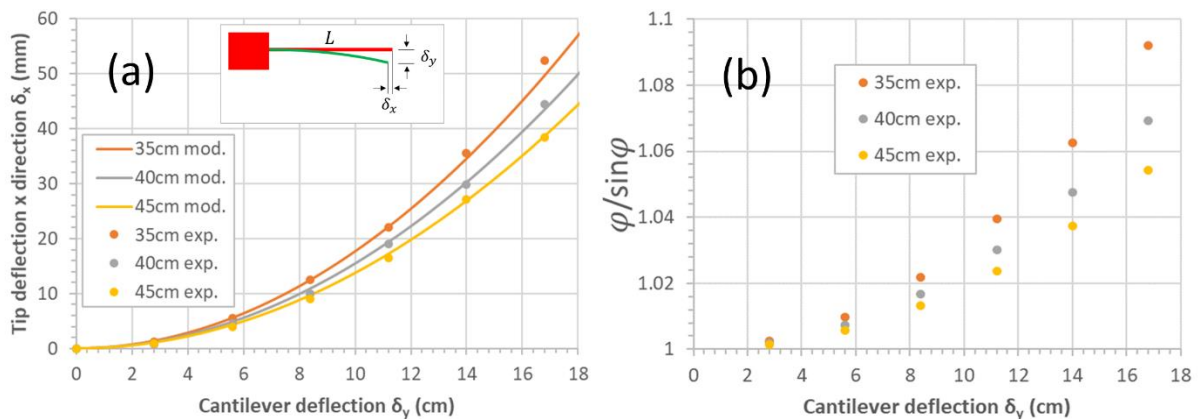 (a)
Tip deflection x direction δₓ (mm)
60
50
40
30
20
10
0
L
δ_y
δₓ
35cm mod.
40cm mod.
45cm mod.
35cm exp.
40cm exp.
45cm exp.
0 2 4 6 8 10 12 14 16 18
Cantilever deflection δ_y (cm)
(b)
φ/sinφ
1.1
1.08
1.06
1.04
1.02
1
35cm exp.
40cm exp.
45cm exp.
0 2 4 6 8 10 12 14 16 18
Cantilever deflection δ_y (cm)